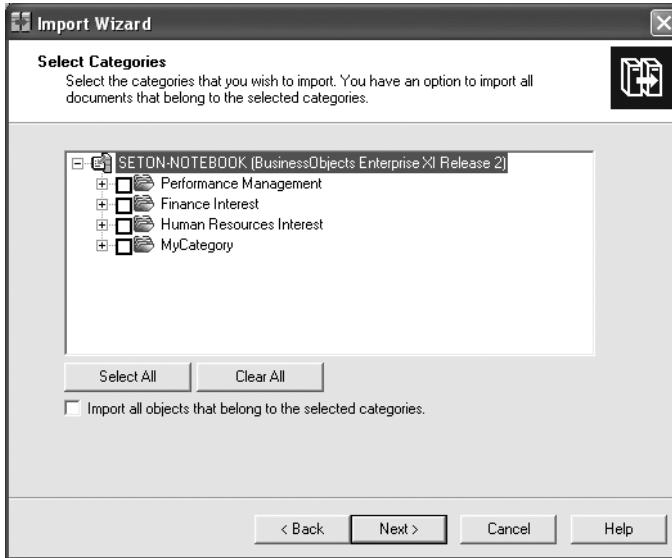 Import Wizard
Select Categories
Select the categories that you wish to import. You have an option to import all
documents that belong to the selected categories.
SETON-NOTEBOOK (BusinessObjects Enterprise XI Release 2)
Performance Management
Finance Interest
Human Resources Interest
MyCategory
Select All Clear All
Import all objects that belong to the selected categories.
< Back Next > Cancel Help